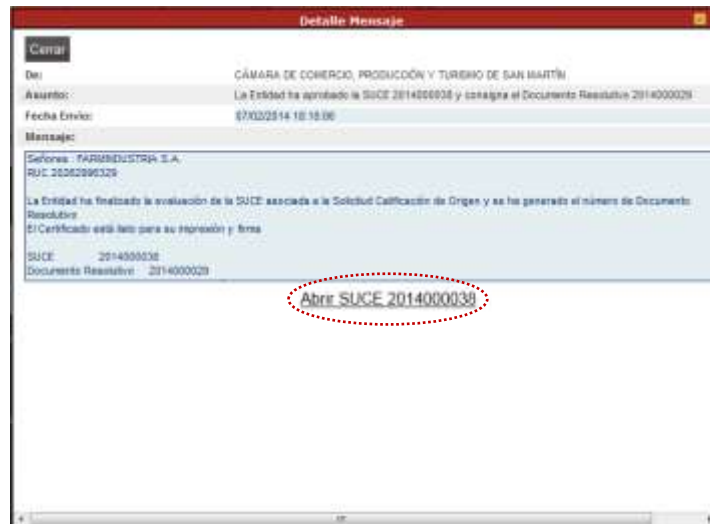 Detalle Mensaje
Cerrar
De: CÁMARA DE COMERCIO, PRODUCCIÓN Y TURISMO DE SAN MARTÍN
Asunto: La Entidad ha aprobado la SUCE 2014000038 y consigna el Documento Resolutivo 2014000029
Fecha Envío: 07/02/2014 10:18:06
Mensaje:
Señores FARMINDUSTRIA S.A.
RUC 20262996329
La Entidad ha finalizado la evaluación de la SUCE asociada a la Solicitud Calificación de Origen y se ha generado el número de Documento
Resolutivo
El Certificado está listo para su impresión y firma
SUCE 2014000038
Documento Resolutivo 2014000029
Abrir SUCE 2014000038